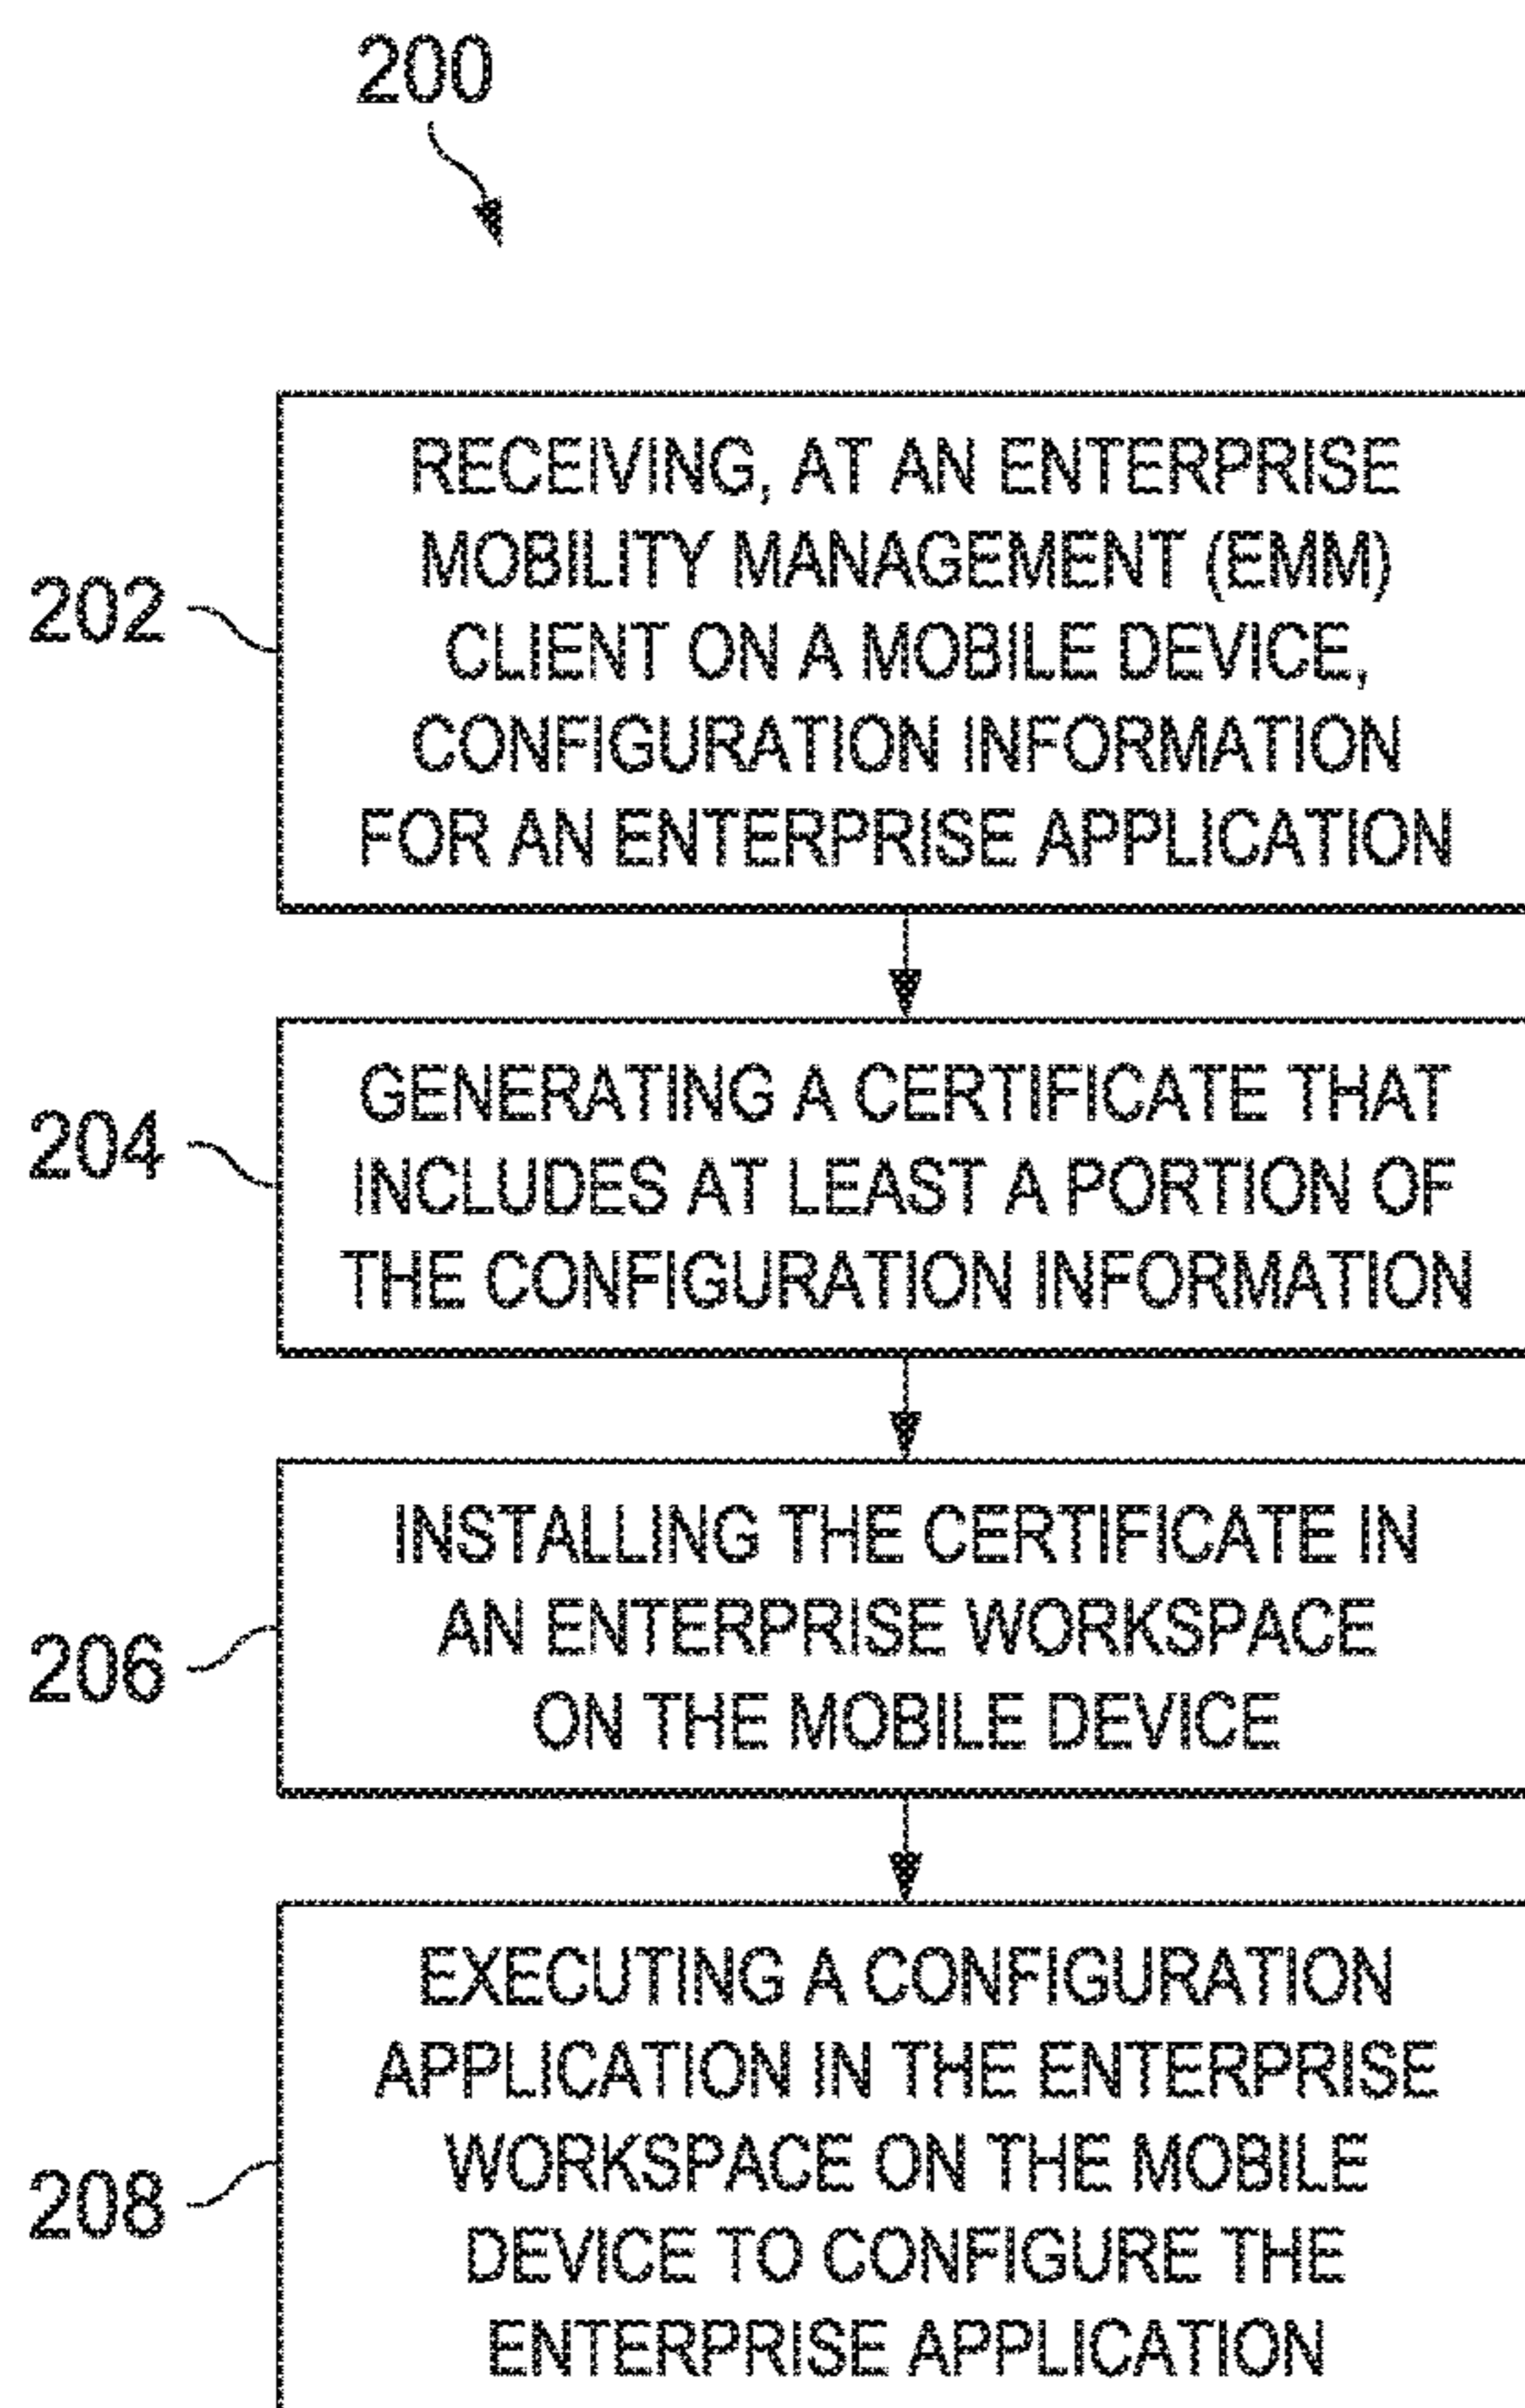 200
202
RECEIVING, AT AN ENTERPRISE
MOBILITY MANAGEMENT (EMM)
CLIENT ON A MOBILE DEVICE,
CONFIGURATION INFORMATION
FOR AN ENTERPRISE APPLICATION
204
GENERATING A CERTIFICATE THAT
INCLUDES AT LEAST A PORTION OF
THE CONFIGURATION INFORMATION
206
INSTALLING THE CERTIFICATE IN
AN ENTERPRISE WORKSPACE
ON THE MOBILE DEVICE
208
EXECUTING A CONFIGURATION
APPLICATION IN THE ENTERPRISE
WORKSPACE ON THE MOBILE
DEVICE TO CONFIGURE THE
ENTERPRISE APPLICATION